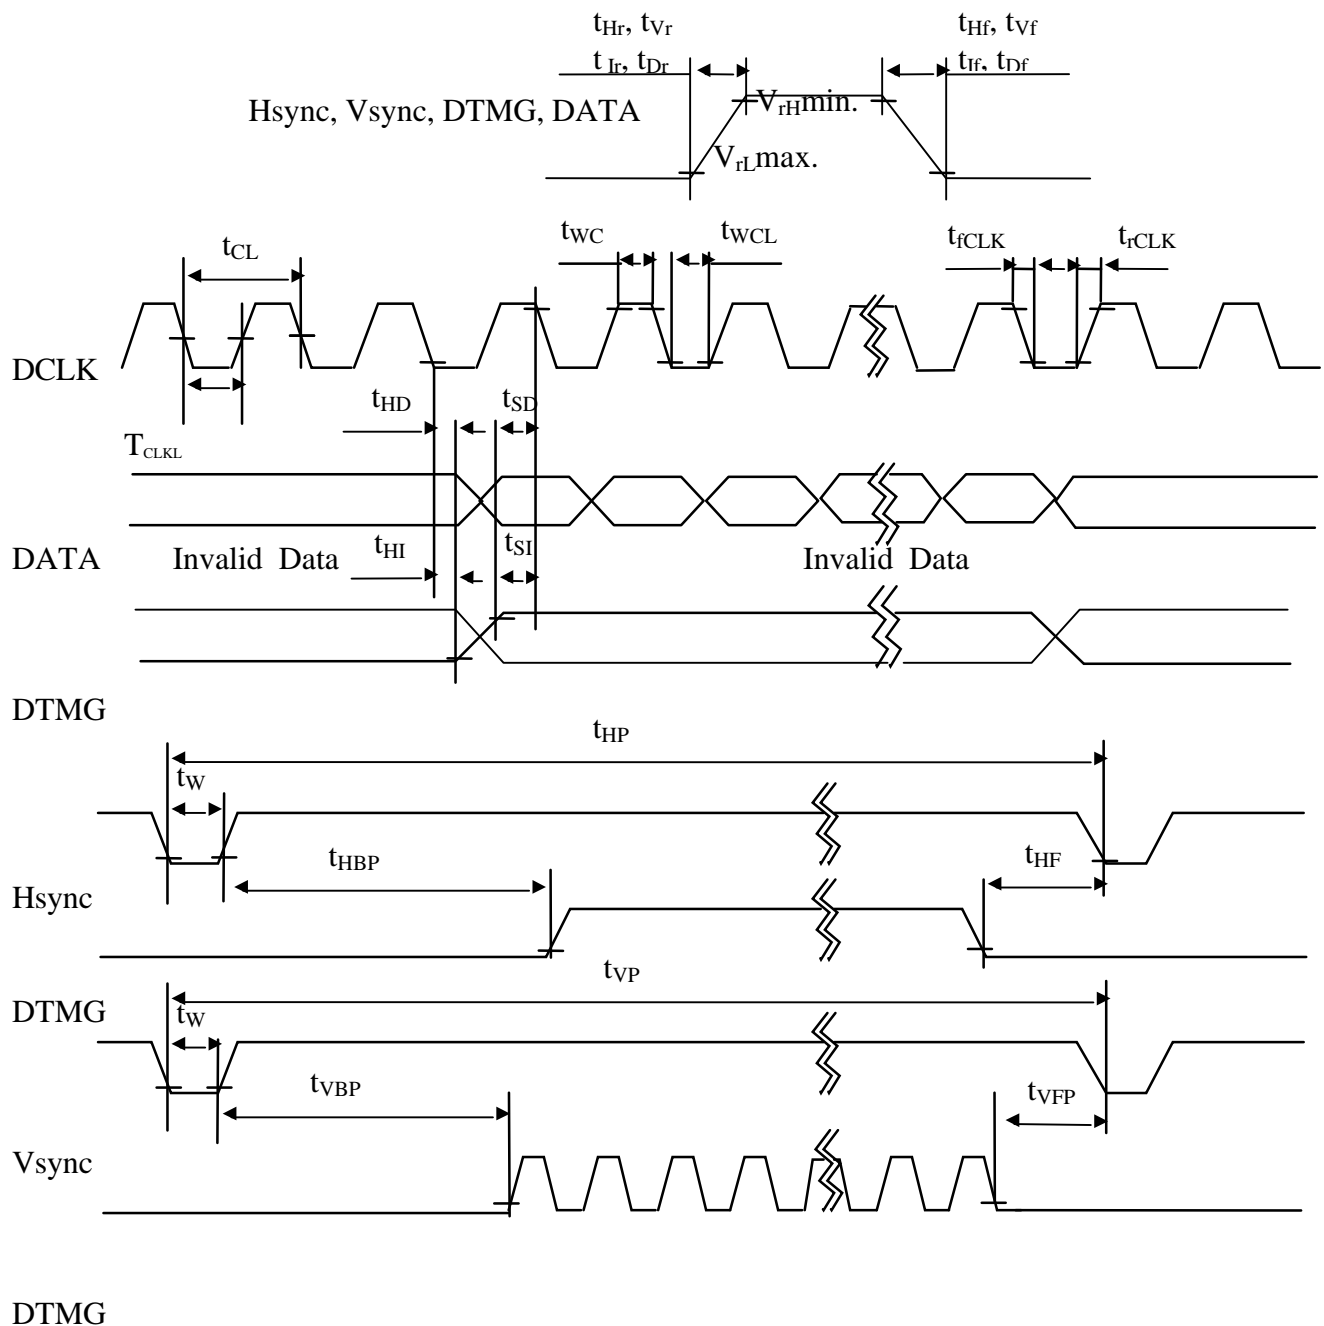 tHr, tVr tHf, tVf
t Ir, tDr tIf, tDf
Hsync, Vsync, DTMG, DATA VrHmin.
VrLmax.
tCL tWC tWCL tfCLK trCLK
DCLK
tHD tSD
TCLKL
tHI tSI
DATA Invalid Data Invalid Data
DTMG
tHP
tW
tHBP tHF
Hsync
tVP
DTMG tW
tVBP tVFP
Vsync
DTMG